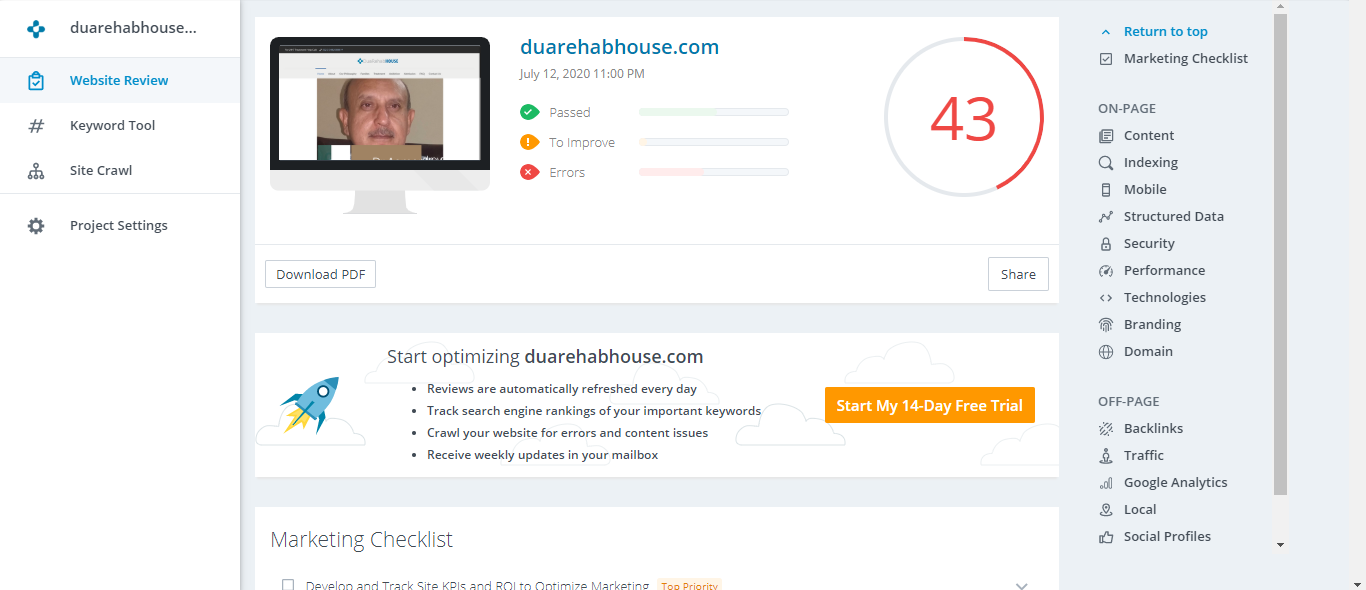 duarehabhouse...
Website Review
Keyword Tool
Site Crawl
Project Settings
duarehabHOUSE
duarehabhouse.com
July 12, 2020 11:00 PM
Passed
To Improve
Errors
43
Download PDF
Share
Start optimizing duarehabhouse.com
Reviews are automatically refreshed every day
Track search engine rankings of your important keywords
Crawl your website for errors and content issues
Receive weekly updates in your mailbox
Start My 14-Day Free Trial
Marketing Checklist
Develop and Track Site KPIs and ROI to Optimize Marketing Top Priority
Return to top
Marketing Checklist
ON-PAGE
Content
Indexing
Mobile
Structured Data
Security
Performance
Technologies
Branding
Domain
OFF-PAGE
Backlinks
Traffic
Google Analytics
Local
Social Profiles